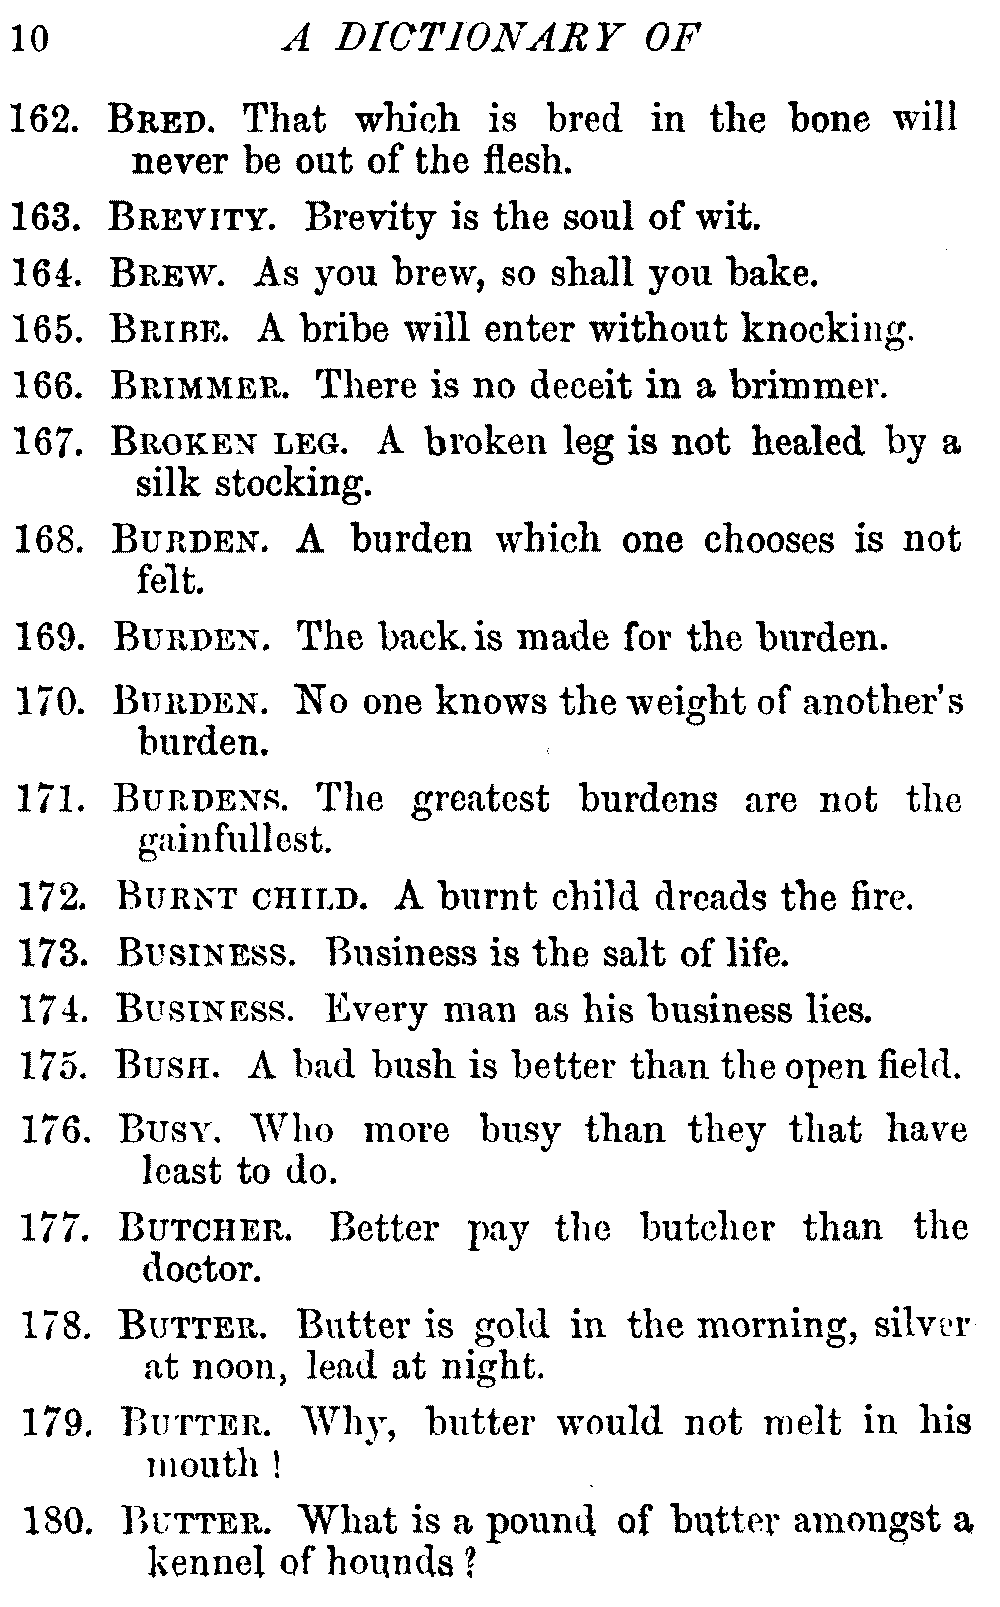 10 A DICTIONARY OF
162. BRED. That which is bred in the bone will
never be out of the flesh.
163. BREVITY. Brevity is the soul of wit.
164. BREW. As you brew, so shall you bake.
165. BRIBE. A bribe will enter without knocking.
166. BRIMMER. There is no deceit in a brimmer.
167. BROKEN LEG. A broken leg is not healed by a
silk stocking.
168. BURDEN. A burden which one chooses is not
felt.
169. BURDEN. The back is made for the burden.
170. BURDEN. No one knows the weight of another's
burden.
171. BURDENS. The greatest burdens are not the
gainfullest.
172. BURNT CHILD. A burnt child dreads the fire.
173. BUSINESS. Business is the salt of life.
174. BUSINESS. Every man as his business lies.
175. BUSH. A bad bush is better than the open field.
176. BUSY. Who more busy than they that have
least to do.
177. BUTCHER. Better pay the butcher than the
doctor.
178. BUTTER. Butter is gold in the morning, silver
at noon, lead at night.
179. BUTTER. Why, butter would not melt in his
mouth !
180. BUTTER. What is a pound of butter amongst a
kennel of hounds ?